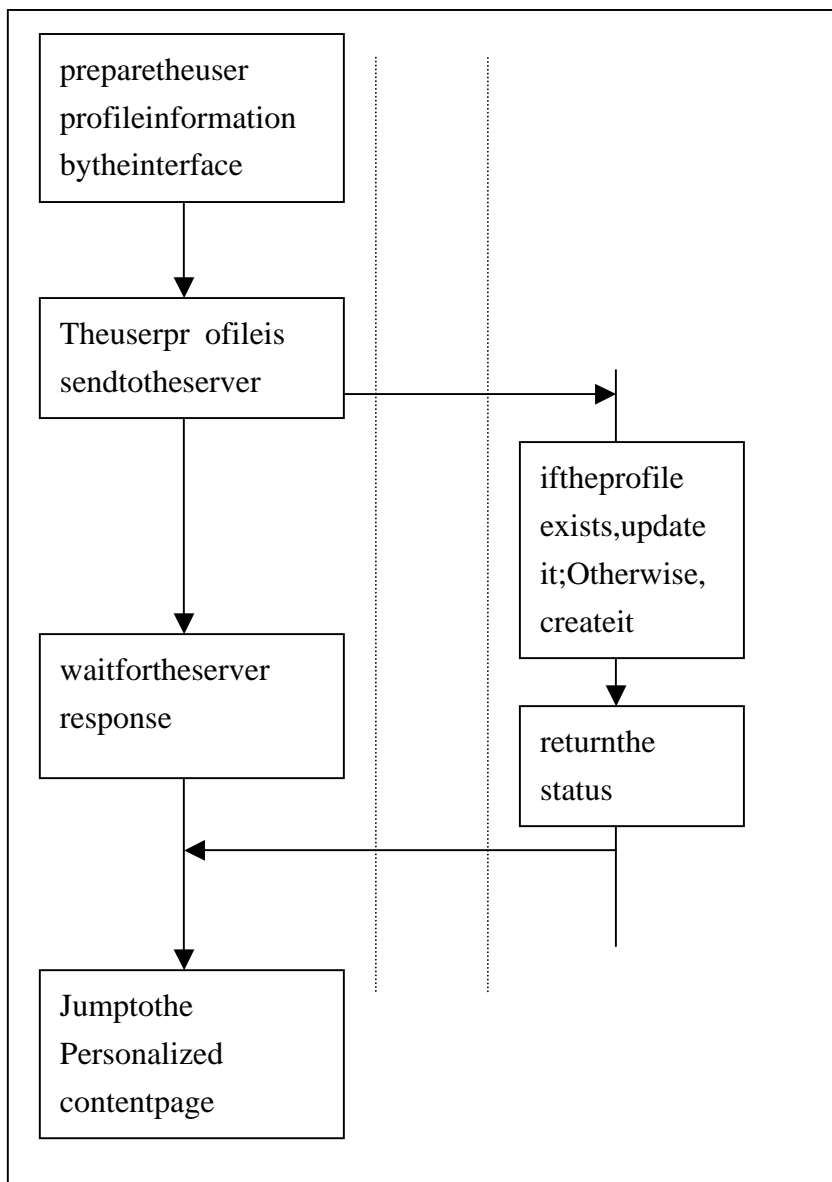 preparetheuser
profileinformation
bytheinterface
Theuserpr ofileis
sendtotheserver
iftheprofile
exists,update
it;Otherwise,
createit
waitfortheserver
response
returnthe
status
Jumptothe
Personalized
contentpage